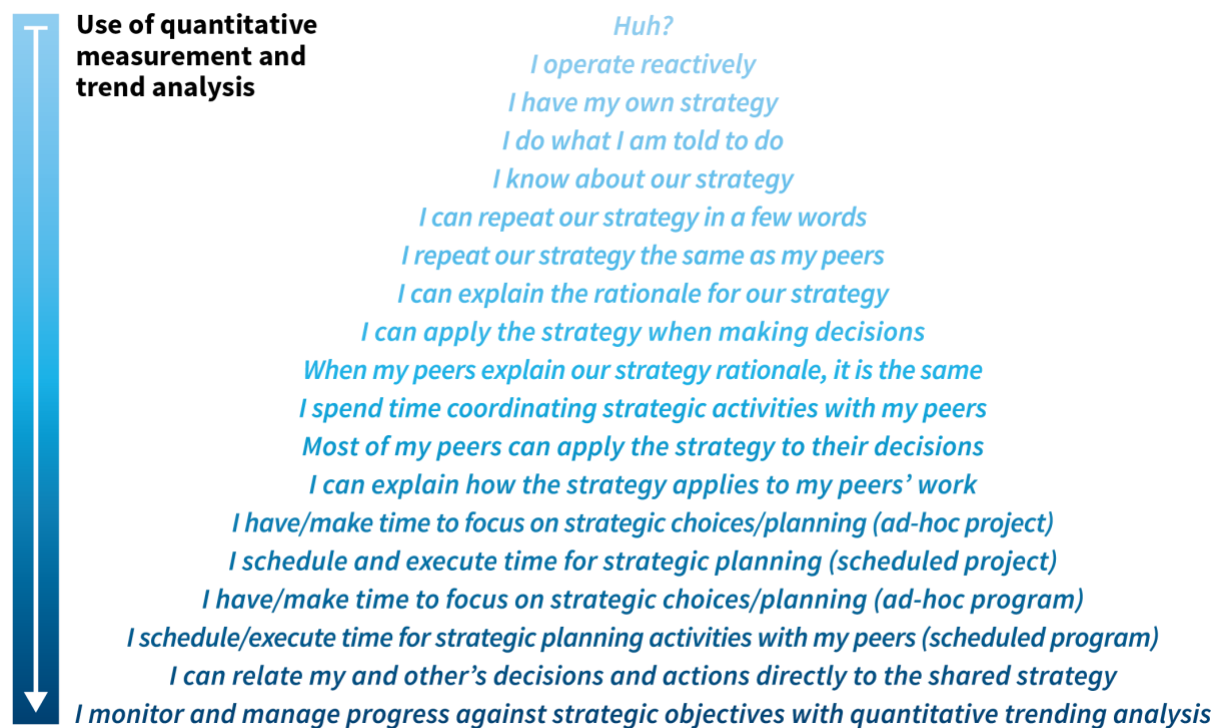 Use of quantitative
measurement and
trend analysis
Huh?
I operate reactively
I have my own strategy
I do what I am told to do
I know about our strategy
I can repeat our strategy in a few words
I repeat our strategy the same as my peers
I can explain the rationale for our strategy
I can apply the strategy when making decisions
When my peers explain our strategy rationale, it is the same
I spend time coordinating strategic activities with my peers
Most of my peers can apply the strategy to their decisions
I can explain how the strategy applies to my peers’ work
I have/make time to focus on strategic choices/planning (ad-hoc project)
I schedule and execute time for strategic planning (scheduled project)
I have/make time to focus on strategic choices/planning (ad-hoc program)
I schedule/execute time for strategic planning activities with my peers (scheduled program)
I can relate my and other’s decisions and actions directly to the shared strategy
I monitor and manage progress against strategic objectives with quantitative trending analysis